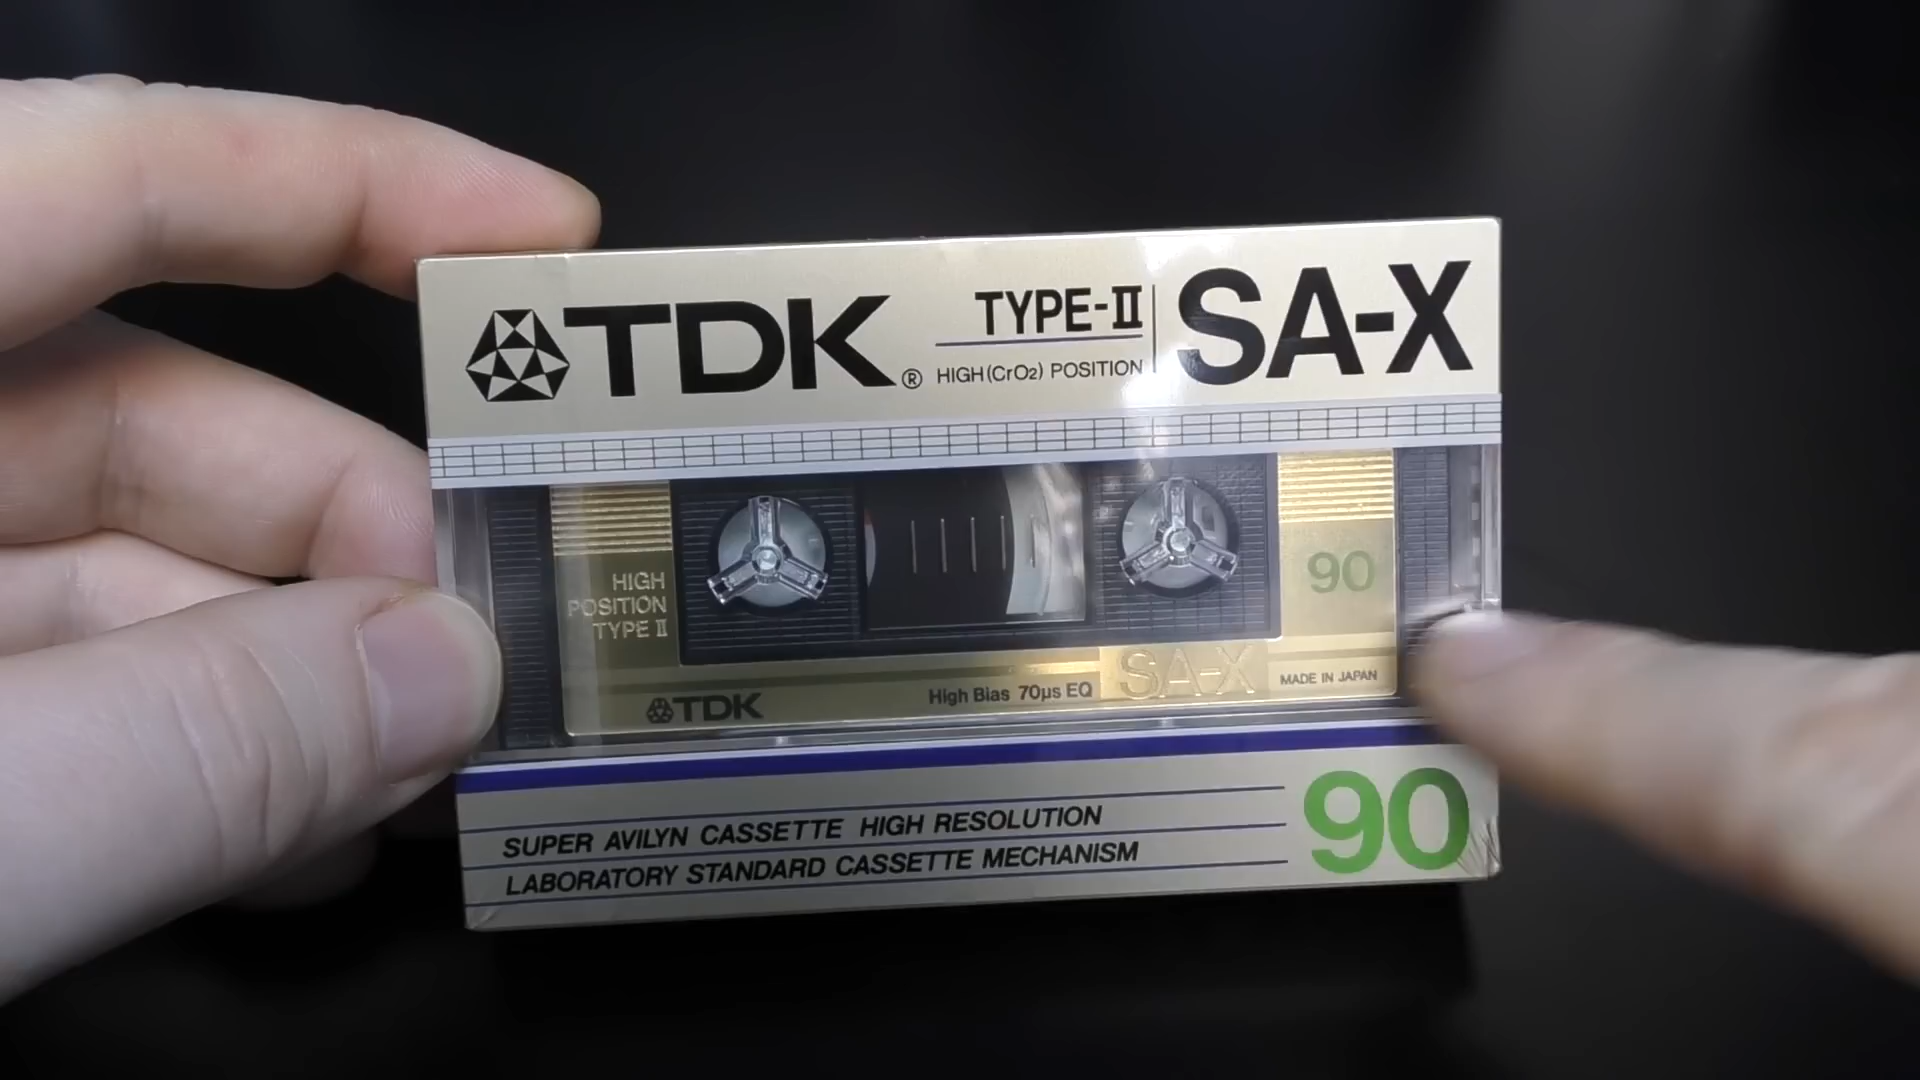 TDK®
TYPE-II
HIGH (CrO2) POSITION
SA-X
HIGH
POSITION
TYPE II
90
TDK
High Bias 70µs EQ
SA-X
MADE IN JAPAN
SUPER AVILYN CASSETTE HIGH RESOLUTION
LABORATORY STANDARD CASSETTE MECHANISM
90